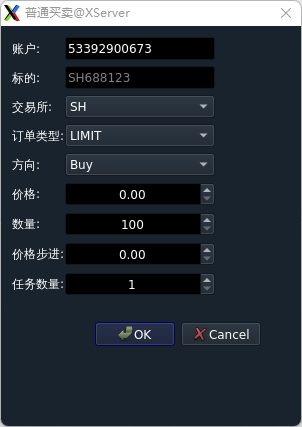 普通买卖@XServer
账户: 53392900673
标的: SH688123
交易所: SH
订单类型: LIMIT
方向: Buy
价格: 0.00
数量: 100
价格步进: 0.00
任务数量: 1
OK Cancel